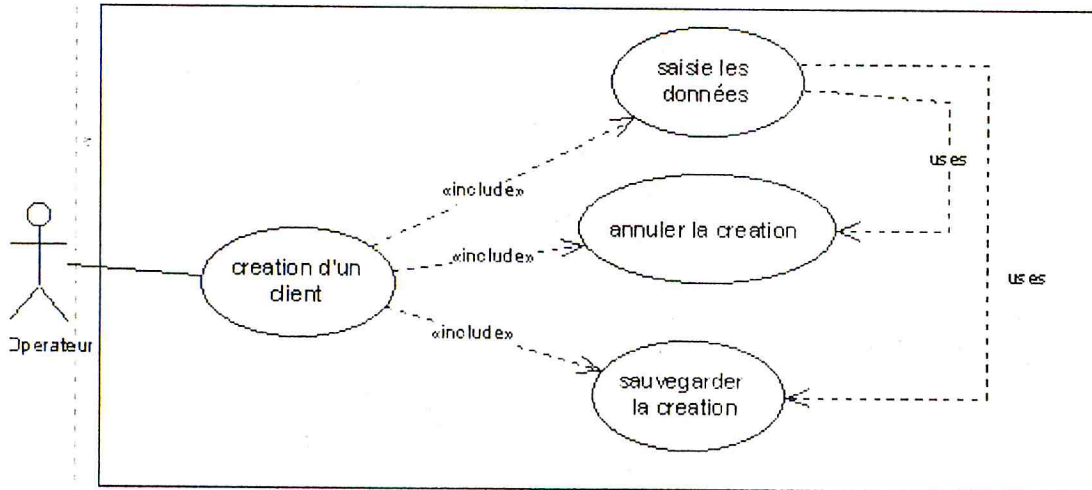 saisie les
données
uses
«include»
annuler la creation
«include»
creation d'un
client
uses
«include»
Operateur
sauvegarder
la creation